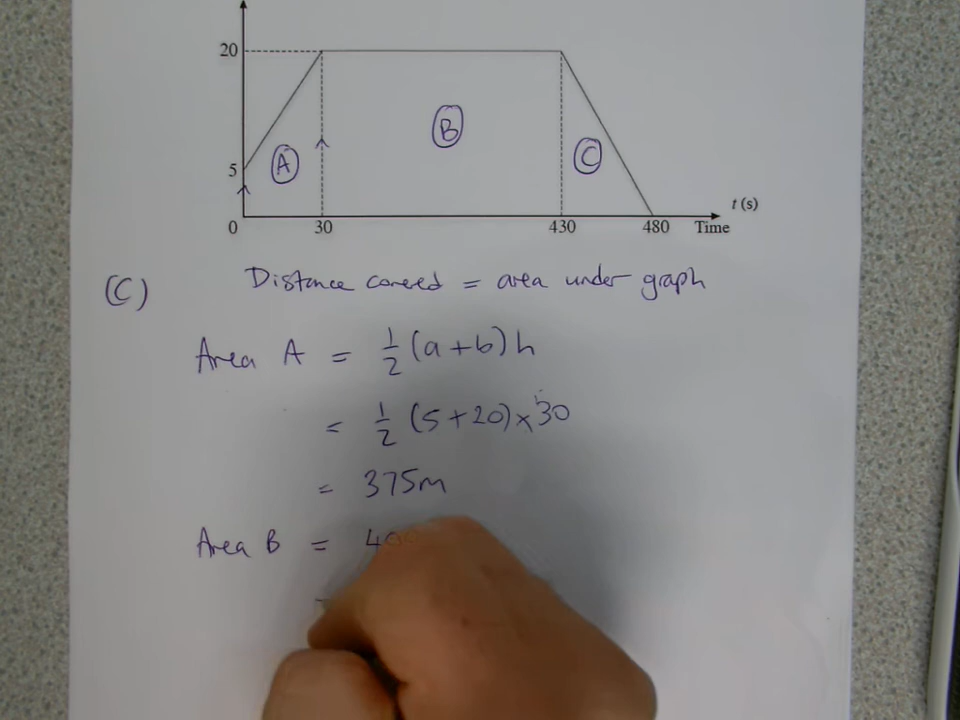 20
A
B
C
5
0 30 430 480 Time t (s)
(C) Distance covered = area under graph
Area A = 1/2 (a+b) h
= 1/2 (5+20) × 30
= 375m
Area B =